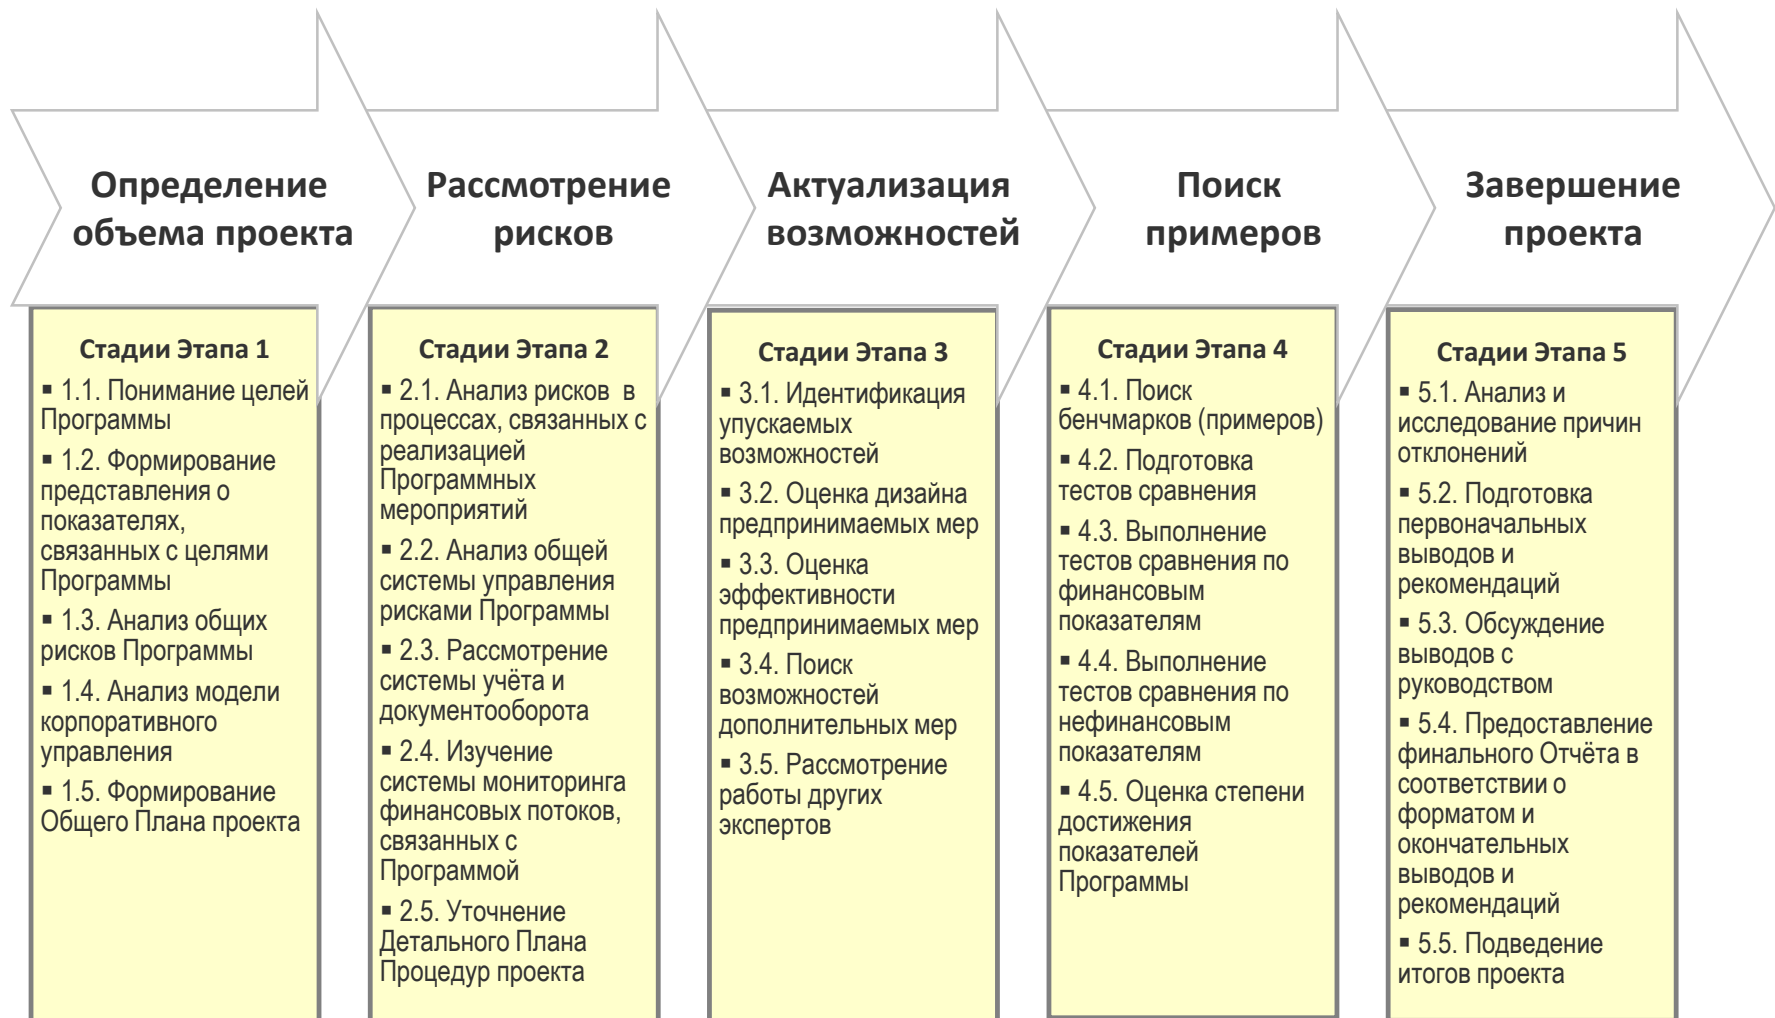 Определение
объема проекта
Рассмотрение
рисков
Актуализация
возможностей
Поиск
примеров
Завершение
проекта
Стадии Этапа 1
▪ 1.1. Понимание целей
Программы
▪ 1.2. Формирование
представления о
показателях,
связанных с целями
Программы
▪ 1.3. Анализ общих
рисков Программы
▪ 1.4. Анализ модели
корпоративного
управления
▪ 1.5. Формирование
Общего Плана проекта
Стадии Этапа 2
▪ 2.1. Анализ рисков в
процессах, связанных с
реализацией
Программных
мероприятий
▪ 2.2. Анализ общей
системы управления
рисками Программы
▪ 2.3. Рассмотрение
системы учёта и
документооборота
▪ 2.4. Изучение
системы мониторинга
финансовых потоков,
связанных с
Программой
▪ 2.5. Уточнение
Детального Плана
Процедур проекта
Стадии Этапа 3
▪ 3.1. Идентификация
упускаемых
возможностей
▪ 3.2. Оценка дизайна
предпринимаемых мер
▪ 3.3. Оценка
эффективности
предпринимаемых мер
▪ 3.4. Поиск
возможностей
дополнительных мер
▪ 3.5. Рассмотрение
работы других
экспертов
Стадии Этапа 4
▪ 4.1. Поиск
бенчмарков (примеров)
▪ 4.2. Подготовка
тестов сравнения
▪ 4.3. Выполнение
тестов сравнения по
финансовым
показателям
▪ 4.4. Выполнение
тестов сравнения по
нефинансовым
показателям
▪ 4.5. Оценка степени
достижения
показателей
Программы
Стадии Этапа 5
▪ 5.1. Анализ и
исследование причин
отклонений
▪ 5.2. Подготовка
первоначальных
выводов и
рекомендаций
▪ 5.3. Обсуждение
выводов с
руководством
▪ 5.4. Предоставление
финального Отчёта в
соответствии о
форматом и
окончательных
выводов и
рекомендаций
▪ 5.5. Подведение
итогов проекта